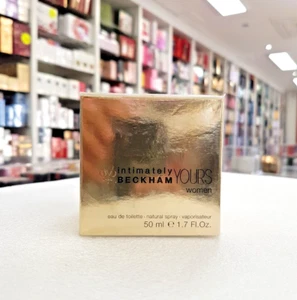 intimately
BECKHAM YOURS
women
eau de toilette · natural spray · vaporisateur
50 ml ℮ 1.7 Fl.Oz.